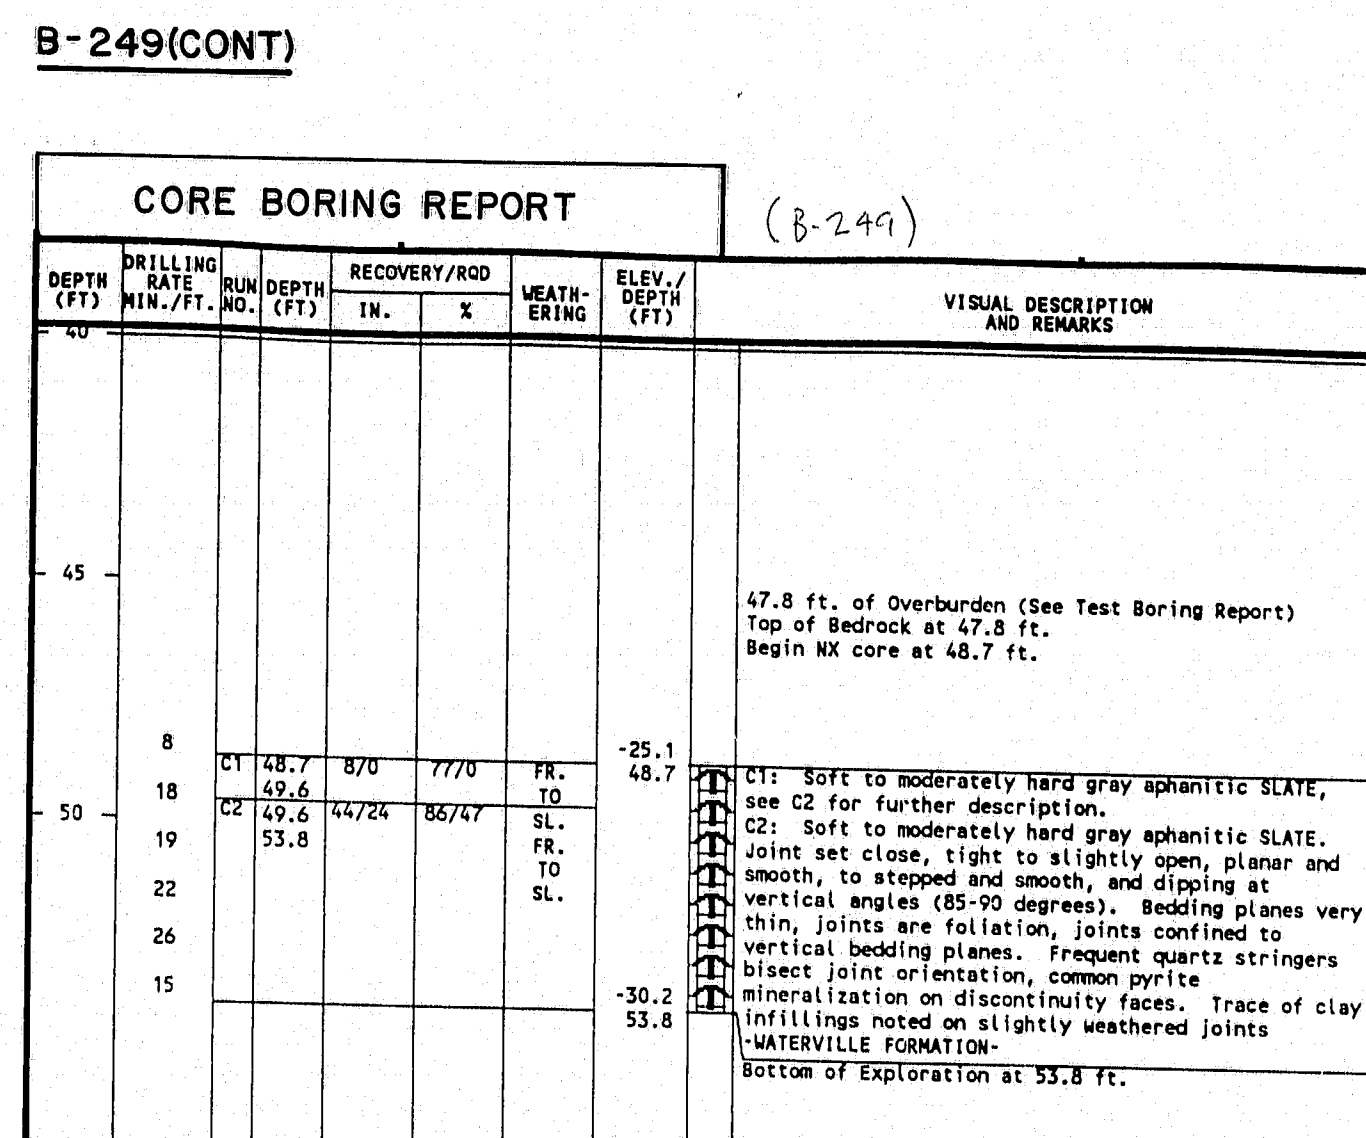 B-249(CONT)
CORE BORING REPORT
(B-249)
DEPTH (FT)
DRILLING RATE MIN./FT.
RUN NO.
DEPTH (FT)
RECOVERY/RQD
IN.
%
WEATH-
ERING
ELEV./
DEPTH
(FT)
VISUAL DESCRIPTION
AND REMARKS
40
45
47.8 ft. of Overburden (See Test Boring Report)
Top of Bedrock at 47.8 ft.
Begin NX core at 48.7 ft.
8 -25.1
C1 48.7 8/0 77/0 FR. 48.7 C1: Soft to moderately hard gray aphanitic SLATE,
18 49.6 TO see C2 for further description.
50 C2 49.6 44/24 86/47 SL. C2: Soft to moderately hard gray aphanitic SLATE.
19 53.8 FR. Joint set close, tight to slightly open, planar and
TO smooth, to stepped and smooth, and dipping at
22 SL. vertical angles (85-90 degrees). Bedding planes very
thin, joints are foliation, joints confined to
26 vertical bedding planes. Frequent quartz stringers
bisect joint orientation, common pyrite
15 -30.2 mineralization on discontinuity faces. Trace of clay
53.8 infillings noted on slightly weathered joints
-WATERVILLE FORMATION-
Bottom of Exploration at 53.8 ft.